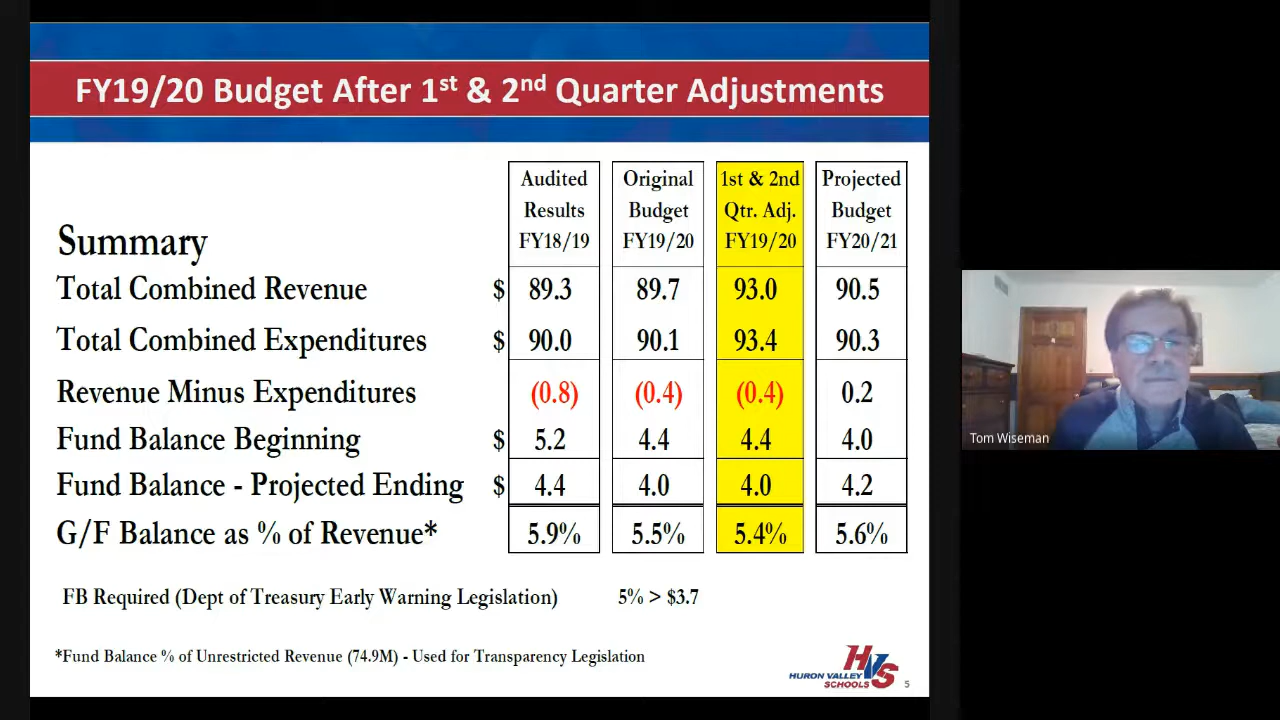 FY19/20 Budget After 1st & 2nd Quarter Adjustments
Audited Results FY18/19
Original Budget FY19/20
1st & 2nd Qtr. Adj. FY19/20
Projected Budget FY20/21
Summary
Total Combined Revenue $ 89.3 89.7 93.0 90.5
Total Combined Expenditures $ 90.0 90.1 93.4 90.3
Revenue Minus Expenditures (0.8) (0.4) (0.4) 0.2
Fund Balance Beginning $ 5.2 4.4 4.4 4.0
Fund Balance - Projected Ending $ 4.4 4.0 4.0 4.2
G/F Balance as % of Revenue* 5.9% 5.5% 5.4% 5.6%
FB Required (Dept of Treasury Early Warning Legislation) 5% > $3.7
*Fund Balance % of Unrestricted Revenue (74.9M) - Used for Transparency Legislation
HVS
HURON VALLEY
SCHOOLS
5
Tom Wiseman